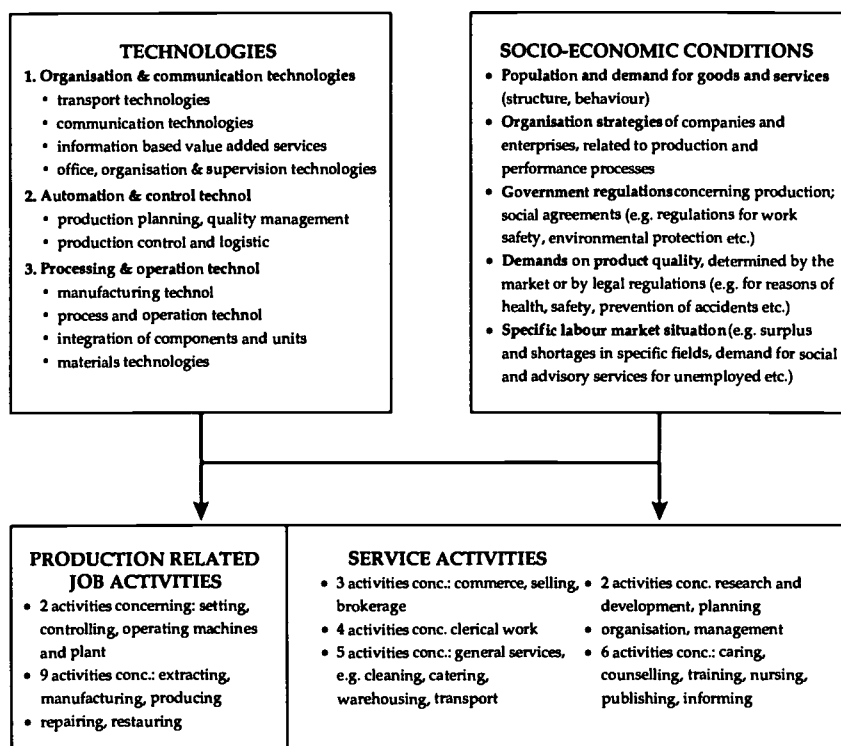 TECHNOLOGIES
1. Organisation & communication technologies
• transport technologies
• communication technologies
• information based value added services
• office, organisation & supervision technologies
2. Automation & control technol
• production planning, quality management
• production control and logistic
3. Processing & operation technol
• manufacturing technol
• process and operation technol
• integration of components and units
• materials technologies
SOCIO-ECONOMIC CONDITIONS
• Population and demand for goods and services
(structure, behaviour)
• Organisation strategies of companies and
enterprises, related to production and
performance processes
• Government regulations concerning production;
social agreements (e.g. regulations for work
safety, environmental protection etc.)
• Demands on product quality, determined by the
market or by legal regulations (e.g. for reasons of
health, safety, prevention of accidents etc.)
• Specific labour market situation (e.g. surplus
and shortages in specific fields, demand for social
and advisory services for unemployed etc.)
PRODUCTION RELATED
JOB ACTIVITIES
• 2 activities concerning: setting,
controlling, operating machines
and plant
• 9 activities conc.: extracting,
manufacturing, producing
• repairing, restauring
SERVICE ACTIVITIES
• 3 activities conc.: commerce, selling,
brokerage
• 4 activities conc. clerical work
• 5 activities conc.: general services,
e.g. cleaning, catering,
warehousing, transport
• 2 activities conc. research and
development, planning
• organisation, management
• 6 activities conc.: caring,
counselling, training, nursing,
publishing, informing